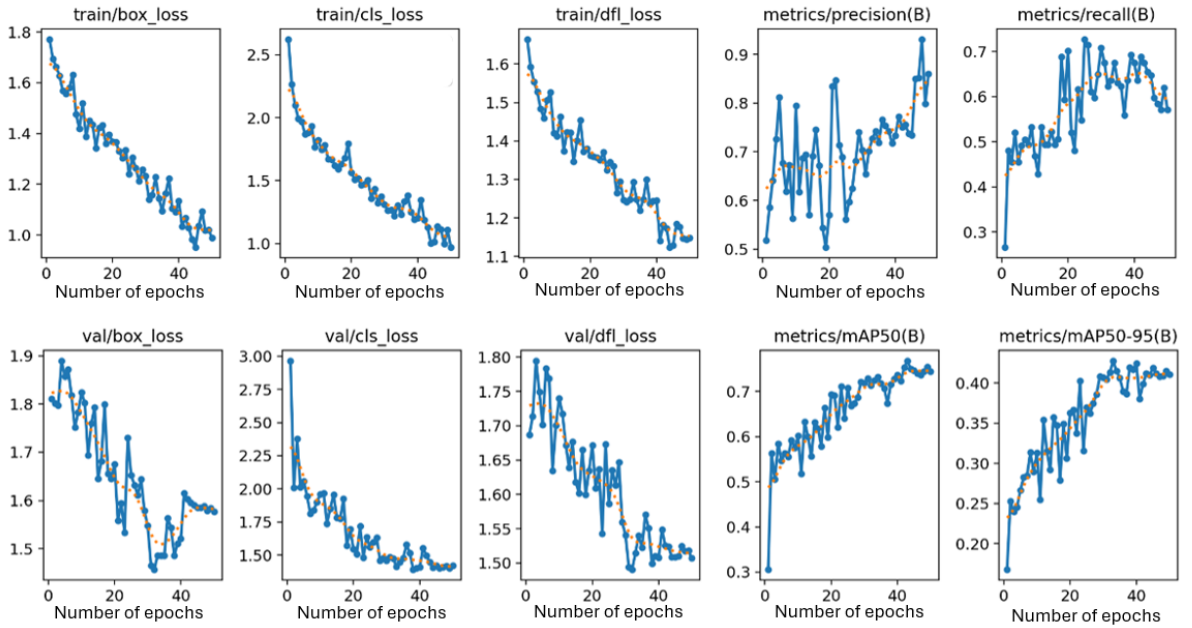 train/box_loss
1.8
1.6
1.4
1.2
1.0
0 20 40
Number of epochs
train/cls_loss
2.5
2.0
1.5
1.0
0 20 40
Number of epochs
train/dfl_loss
1.6
1.5
1.4
1.3
1.2
1.1
0 20 40
Number of epochs
metrics/precision(B)
0.9
0.8
0.7
0.6
0.5
0 20 40
Number of epochs
metrics/recall(B)
0.7
0.6
0.5
0.4
0.3
0 20 40
Number of epochs
val/box_loss
1.9
1.8
1.7
1.6
1.5
0 20 40
Number of epochs
val/cls_loss
3.00
2.75
2.50
2.25
2.00
1.75
1.50
0 20 40
Number of epochs
val/dfl_loss
1.80
1.75
1.70
1.65
1.60
1.55
1.50
0 20 40
Number of epochs
metrics/mAP50(B)
0.7
0.6
0.5
0.4
0.3
0 20 40
Number of epochs
metrics/mAP50-95(B)
0.40
0.35
0.30
0.25
0.20
0 20 40
Number of epochs